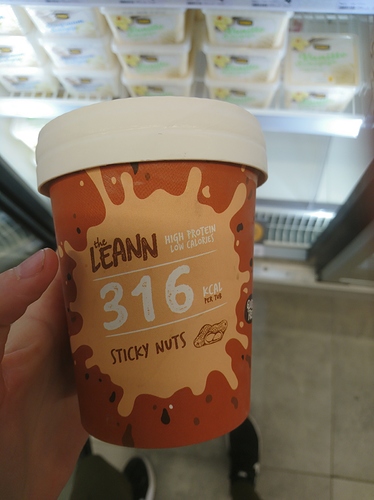 the
LEANN
HIGH PROTEIN
LOW CALORIES
316
KCAL
PER TUB
STICKY NUTS